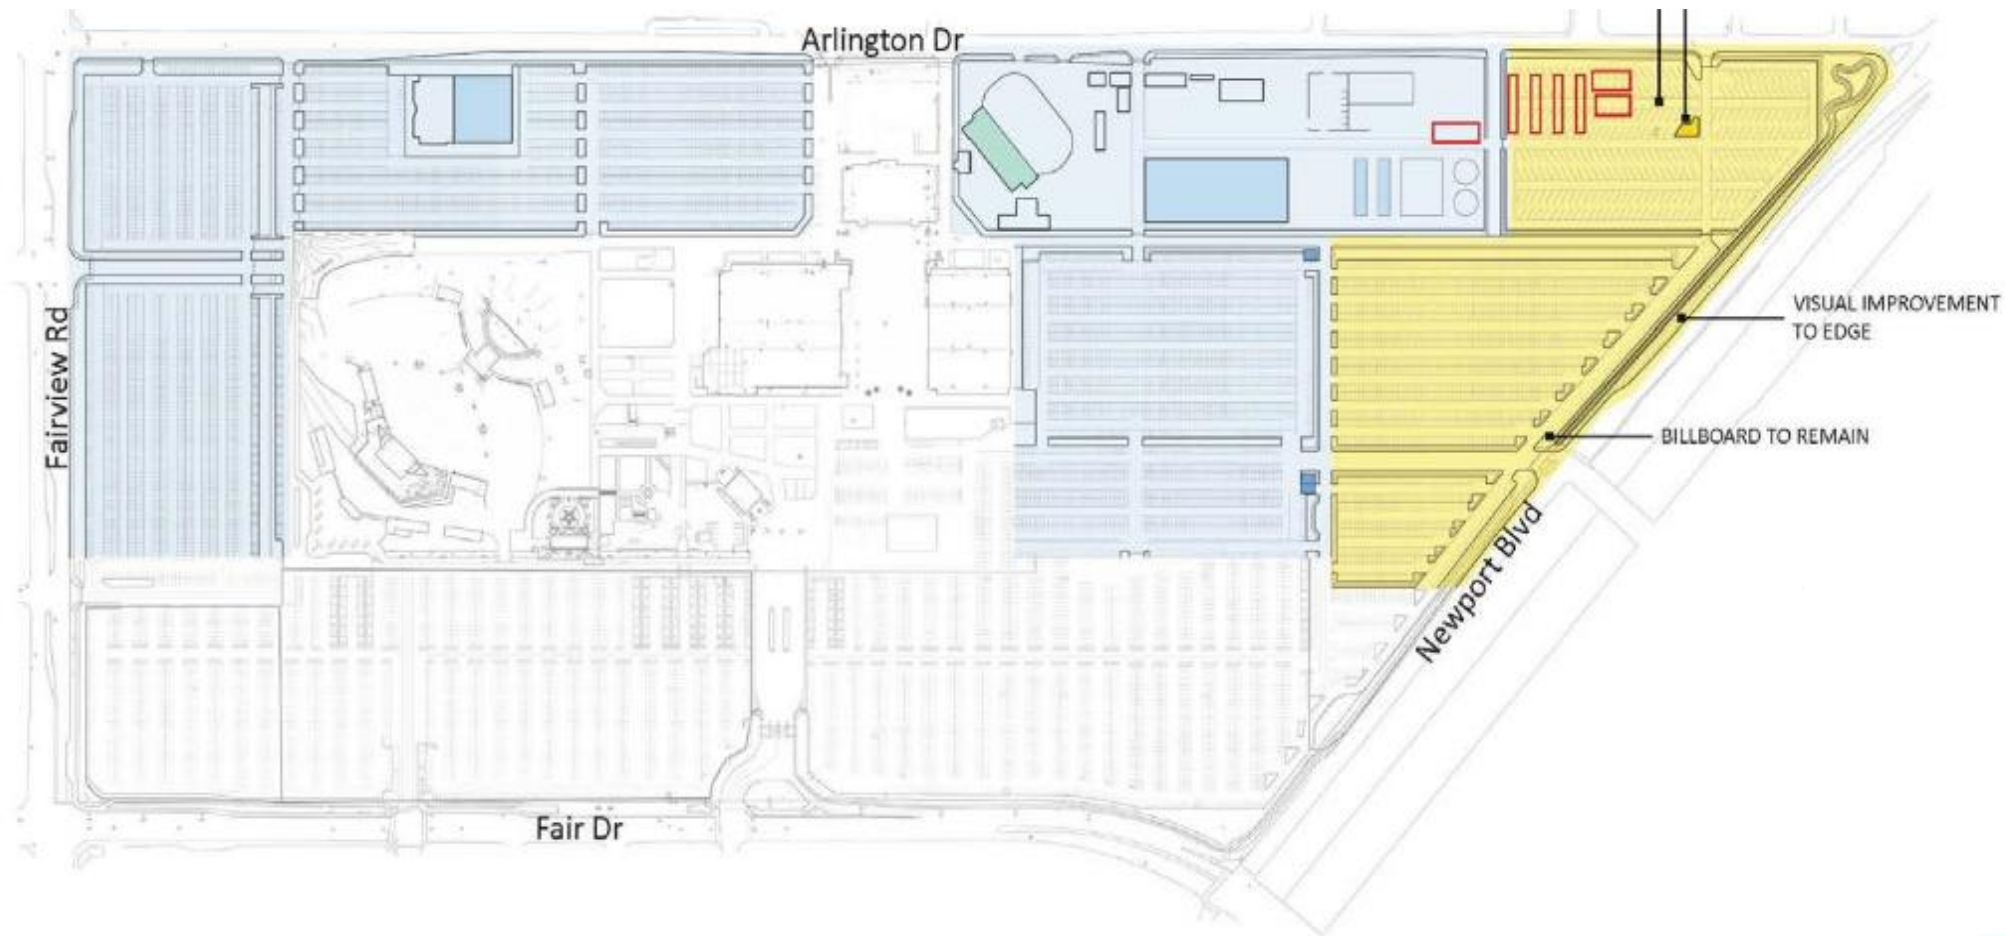 Arlington Dr
Fairview Rd
VISUAL IMPROVEMENT
TO EDGE
BILLBOARD TO REMAIN
Newport Blvd
Fair Dr